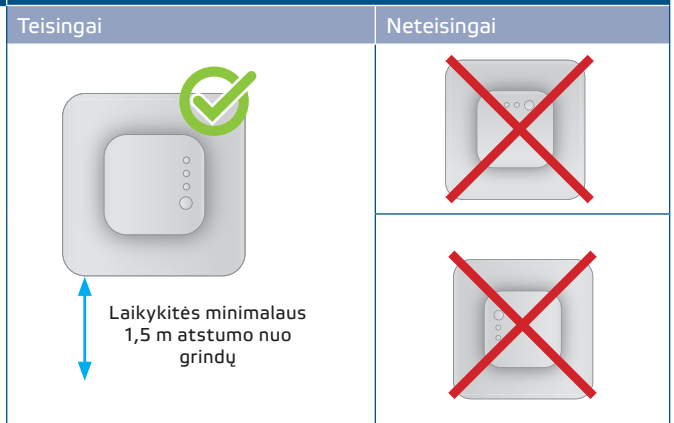 Teisingai
Neteisingai
Laikykitės minimalaus
1,5 m atstumo nuo
grindų